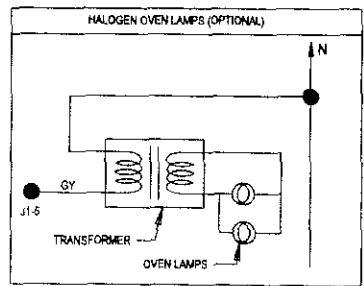 HALOGEN OVEN LAMPS (OPTIONAL)
N
GY
J1-5
TRANSFORMER
OVEN LAMPS